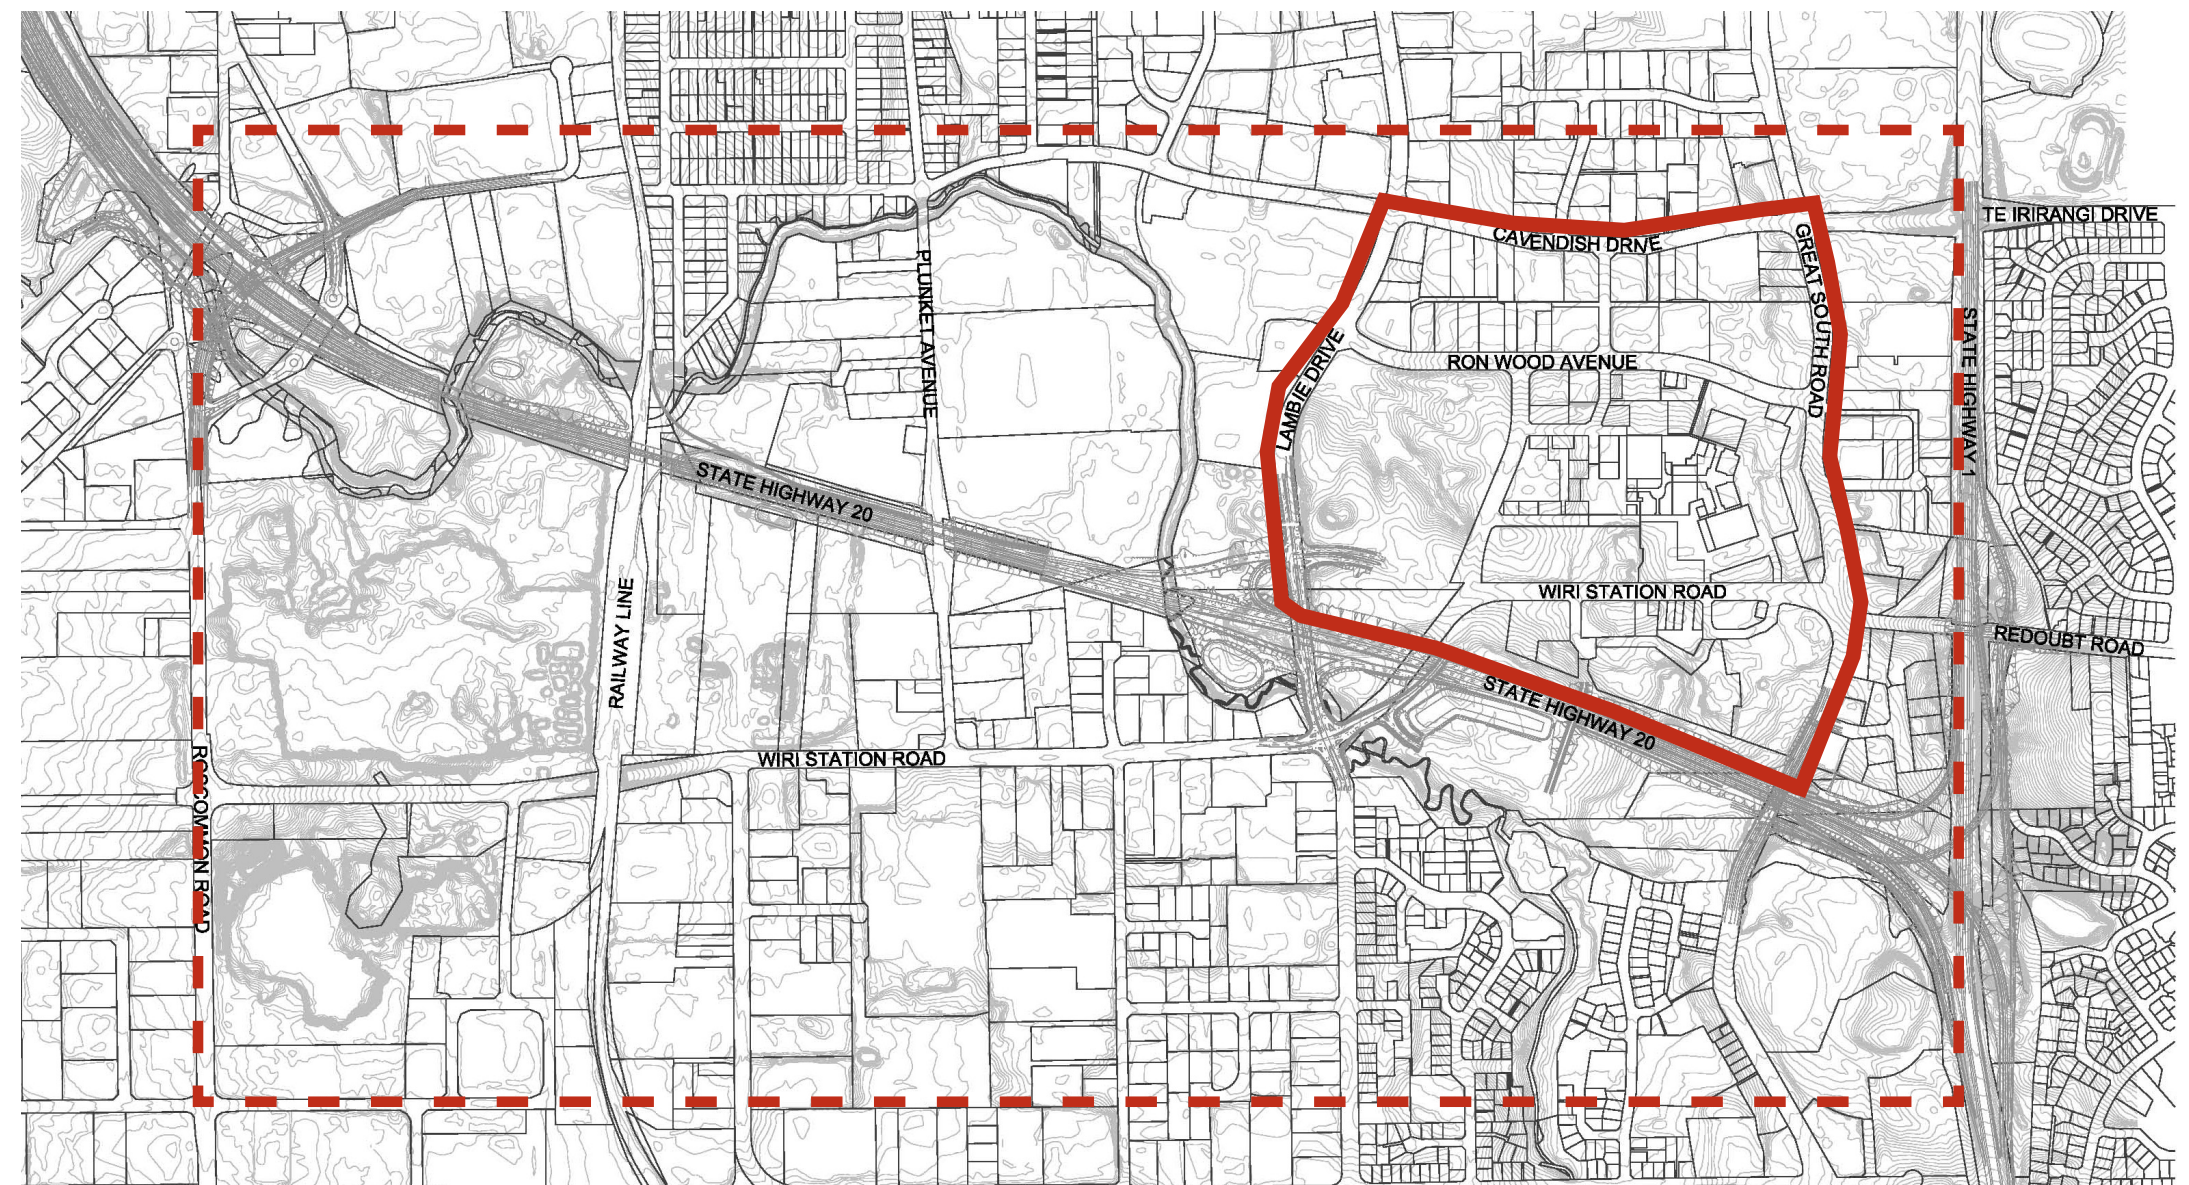 TE IRIRANGI DRIVE
CAVENDISH DRIVE
GREAT SOUTH ROAD
PLUNKET AVENUE
STATE HIGHWAY 1
LAMBIE DRIVE
RON WOOD AVENUE
STATE HIGHWAY 20
RAILWAY LINE
WIRI STATION ROAD
REDOUBT ROAD
STATE HIGHWAY 20
WIRI STATION ROAD
ROSCOMMON ROAD